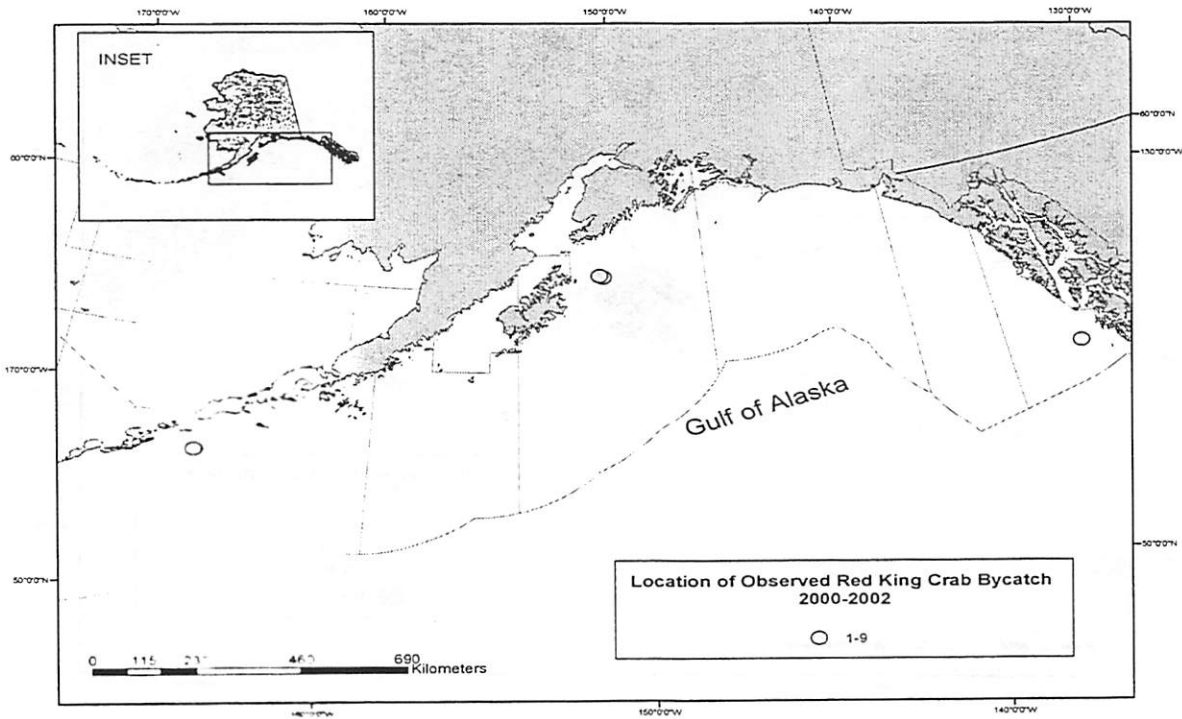 170°0'0"W 160°0'0"W 150°0'0"W 140°0'0"W 130°0'0"W
INSET
60°0'0"N
130°0'0"W
60°0'0"N
170°0'0"W
Gulf of Alaska
50°0'0"N
50°0'0"N
Location of Observed Red King Crab Bycatch
2000-2002
1-9
0 115 230 460 690
Kilometers
150°0'0"W 140°0'0"W